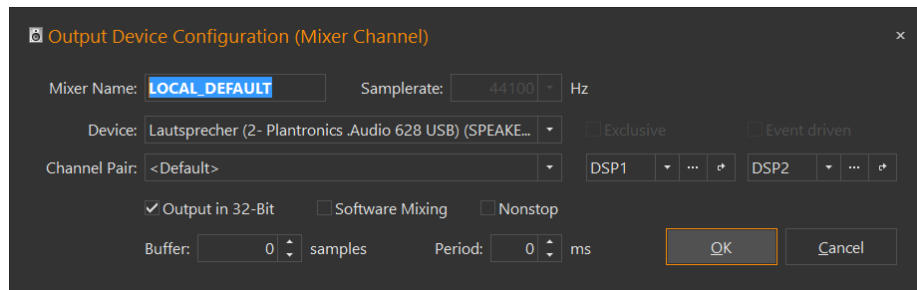 Output Device Configuration (Mixer Channel)
Mixer Name: LOCAL_DEFAULT Samplerate: 44100 Hz
Device: Lautsprecher (2- Plantronics .Audio 628 USB) (SPEAKE... Exclusive Event driven
Channel Pair: <Default> DSP1 ... DSP2 ...
Output in 32-Bit Software Mixing Nonstop
Buffer: 0 samples Period: 0 ms OK Cancel